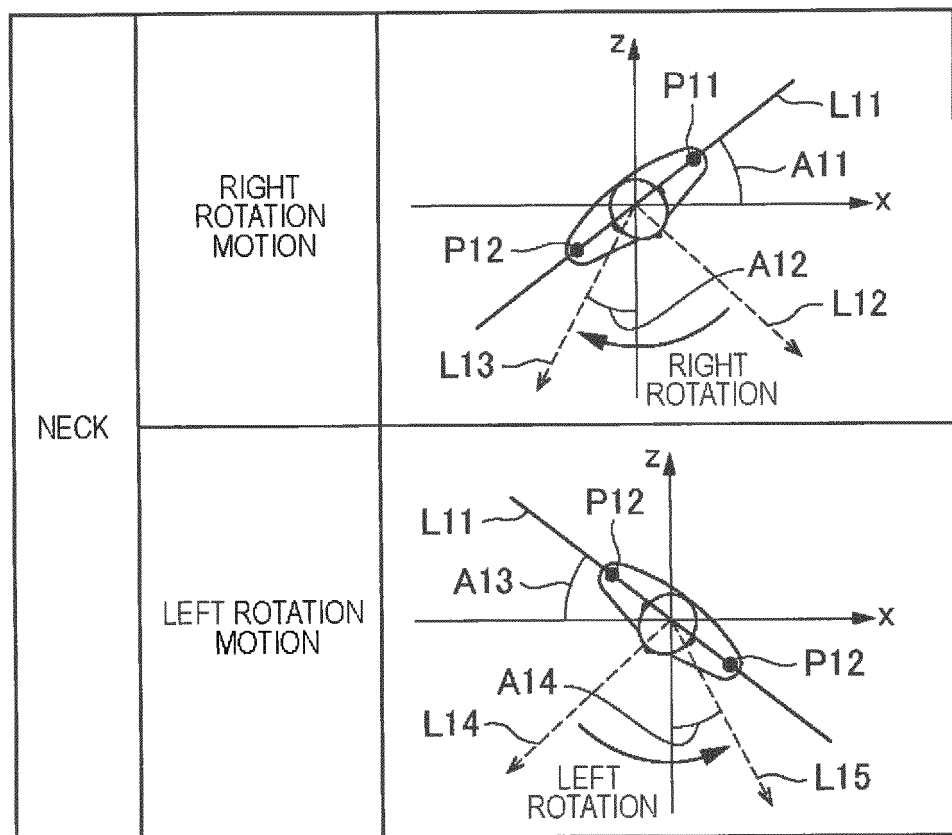 NECK
RIGHT
ROTATION
MOTION
z
P11
L11
A11
x
P12
A12
L12
L13
RIGHT
ROTATION
LEFT ROTATION
MOTION
z
L11
P12
A13
x
P12
A14
L14
L15
LEFT
ROTATION